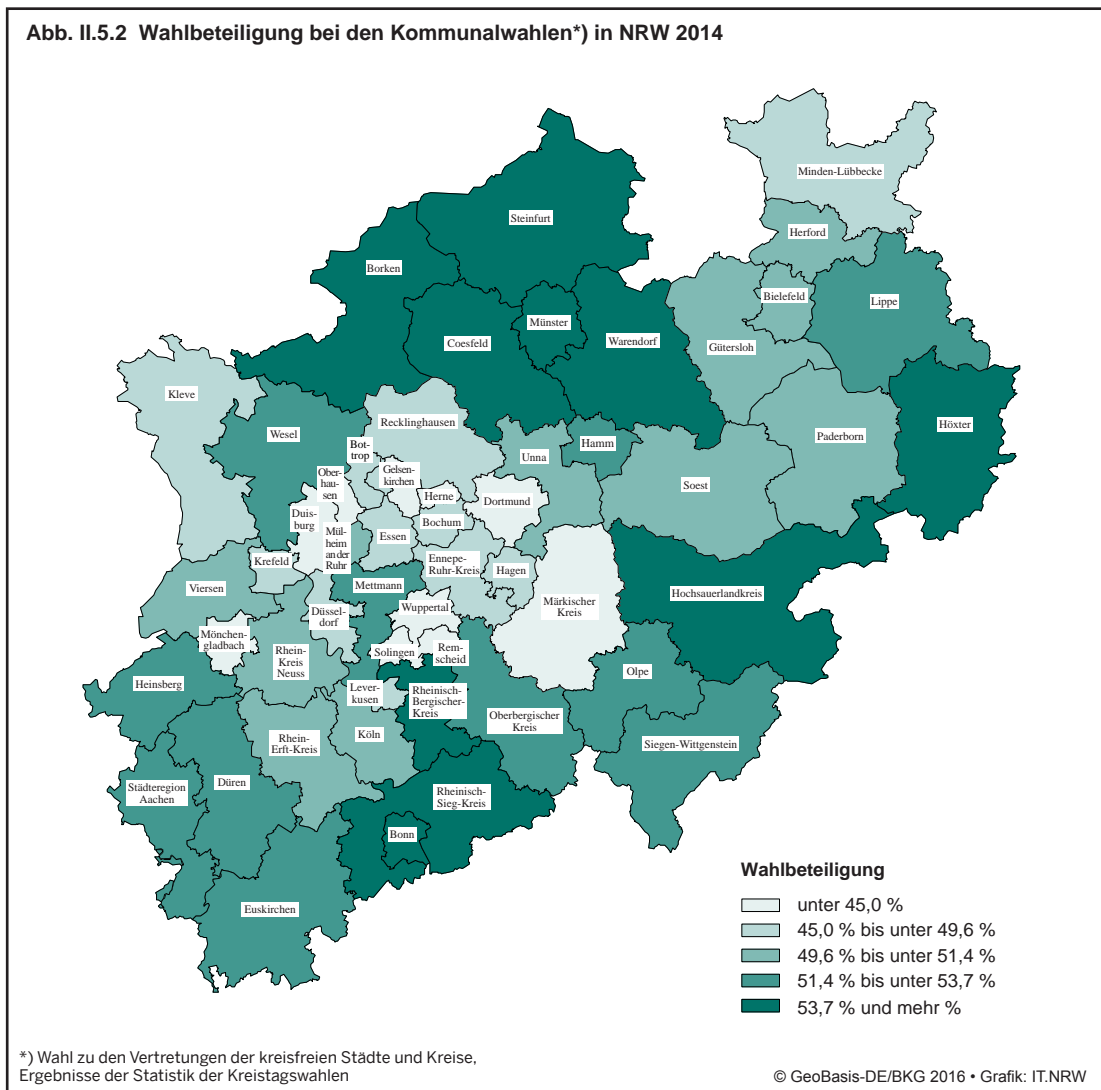 Abb. II.5.2 Wahlbeteiligung bei den Kommunalwahlen*) in NRW 2014
Minden-Lübbecke
Steinfurt
Herford
Borken
Bielefeld
Lippe
Münster
Coesfeld
Warendorf
Gütersloh
Kleve
Recklinghausen
Höxter
Wesel
Paderborn
Bot-
trop
Hamm
Unna
Gelsen-
kirchen
Ober-
hausen
Soest
Herne
Dortmund
Duis-
burg
Bochum
Mülheim
an der
Ruhr
Essen
Ennepe-
Ruhr-Kreis
Hagen
Krefeld
Viersen
Mettmann
Hochsauerlandkreis
Märkischer
Kreis
Wuppertal
Düssel-
dorf
Mönchen-
gladbach
Solingen
Rem-
scheid
Rhein-
Kreis
Neuss
Heinsberg
Olpe
Lever-
kusen
Rheinisch-
Bergischer-
Kreis
Oberbergischer
Kreis
Köln
Rhein-
Erft-Kreis
Siegen-Wittgenstein
Städteregion
Aachen
Düren
Rheinisch-
Sieg-Kreis
Bonn
Euskirchen
Wahlbeteiligung
unter 45,0 %
45,0 % bis unter 49,6 %
49,6 % bis unter 51,4 %
51,4 % bis unter 53,7 %
53,7 % und mehr %
*) Wahl zu den Vertretungen der kreisfreien Städte und Kreise,
Ergebnisse der Statistik der Kreistagswahlen
© GeoBasis-DE/BKG 2016 • Grafik: IT.NRW